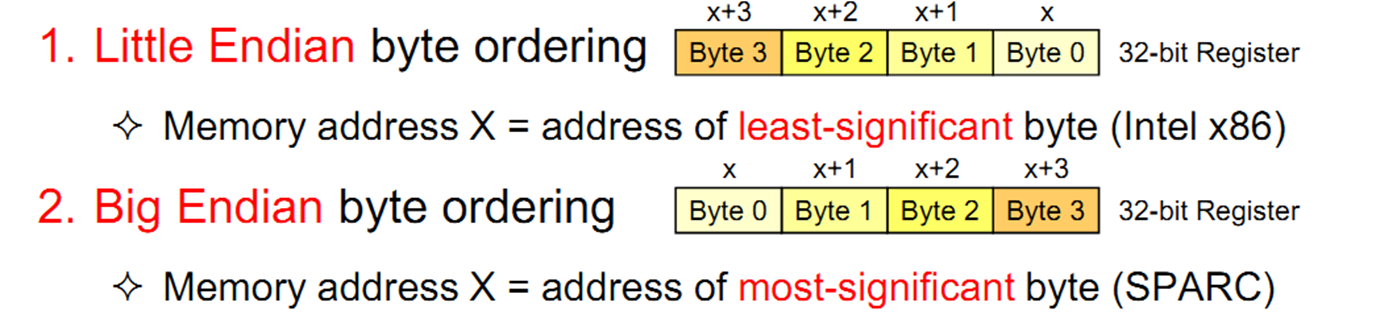 x+3 x+2 x+1 x
1. Little Endian byte ordering Byte 3 Byte 2 Byte 1 Byte 0 32-bit Register
✧ Memory address X = address of least-significant byte (Intel x86)
x x+1 x+2 x+3
2. Big Endian byte ordering Byte 0 Byte 1 Byte 2 Byte 3 32-bit Register
✧ Memory address X = address of most-significant byte (SPARC)